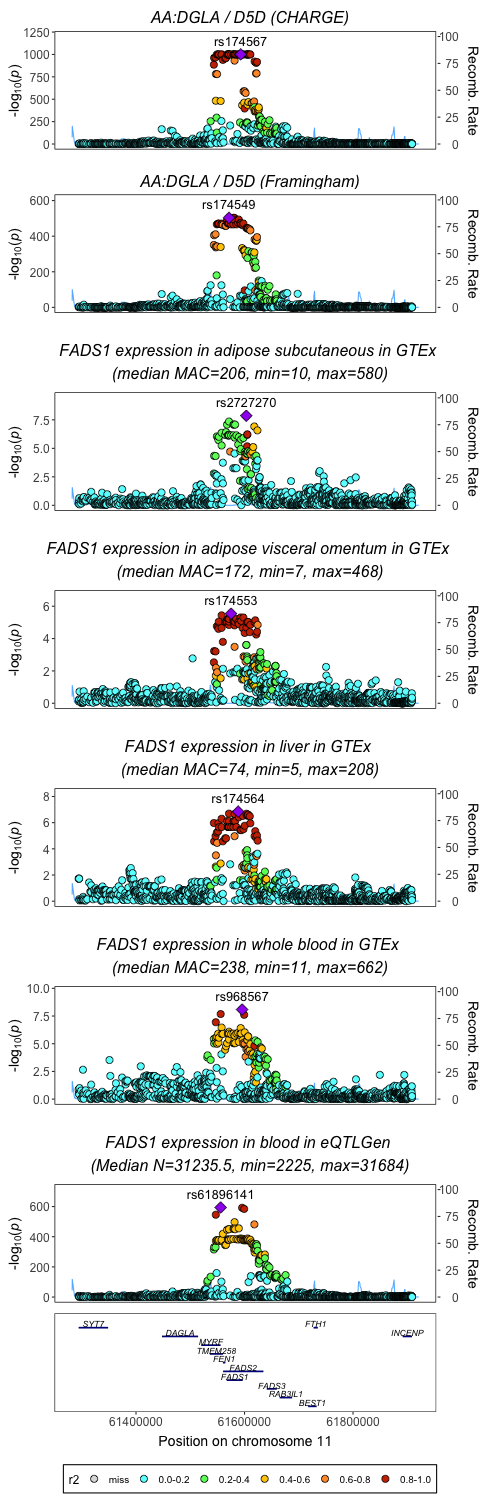 AA:DGLA / D5D (CHARGE)
rs174567
1250
1000
750
500
250
0
-log10(p)
100
75
50
25
0
Recomb. Rate
AA:DGLA / D5D (Framingham)
rs174549
600
400
200
0
-log10(p)
100
75
50
25
0
Recomb. Rate
FADS1 expression in adipose subcutaneous in GTEx
(median MAC=206, min=10, max=580)
rs2727270
7.5
5.0
2.5
0.0
-log10(p)
100
75
50
25
0
Recomb. Rate
FADS1 expression in adipose visceral omentum in GTEx
(median MAC=172, min=7, max=468)
rs174553
6
4
2
0
-log10(p)
100
75
50
25
0
Recomb. Rate
FADS1 expression in liver in GTEx
(median MAC=74, min=5, max=208)
rs174564
8
6
4
2
0
-log10(p)
100
75
50
25
0
Recomb. Rate
FADS1 expression in whole blood in GTEx
(median MAC=238, min=11, max=662)
rs968567
10.0
7.5
5.0
2.5
0.0
-log10(p)
100
75
50
25
0
Recomb. Rate
FADS1 expression in blood in eQTLGen
(Median N=31235.5, min=2225, max=31684)
rs61896141
600
400
200
0
-log10(p)
100
75
50
25
0
Recomb. Rate
SYT7 FTH1
DAGLA INCENP
MYRF
TMEM258
FEN1
FADS2
FADS1
FADS3
RAB3IL1
BEST1
61400000 61600000 61800000
Position on chromosome 11
r2 miss 0.0-0.2 0.2-0.4 0.4-0.6 0.6-0.8 0.8-1.0